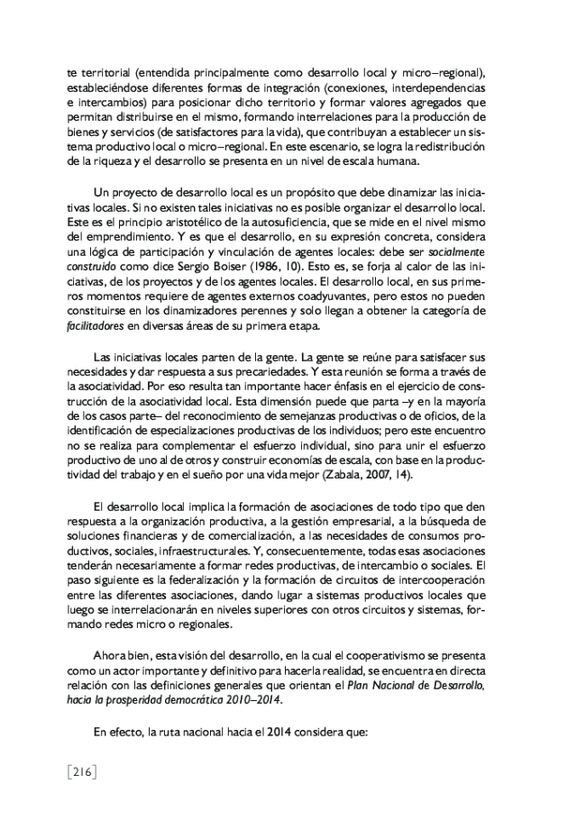 te territorial (entendida principalmente como desarrollo local y micro–regional),
estableciéndose diferentes formas de integración (conexiones, interdependencias
e intercambios) para posicionar dicho territorio y formar valores agregados que
permitan distribuirse en el mismo, formando interrelaciones para la producción de
bienes y servicios (de satisfactores para la vida), que contribuyan a establecer un sis-
tema productivo local o micro–regional. En este escenario, se logra la redistribución
de la riqueza y el desarrollo se presenta en un nivel de escala humana.
Un proyecto de desarrollo local es un propósito que debe dinamizar las inicia-
tivas locales. Si no existen tales iniciativas no es posible organizar el desarrollo local.
Este es el principio aristotélico de la autosuficiencia, que se mide en el nivel mismo
del emprendimiento. Y es que el desarrollo, en su expresión concreta, considera
una lógica de participación y vinculación de agentes locales: debe ser socialmente
construido como dice Sergio Boiser (1986, 10). Esto es, se forja al calor de las ini-
ciativas, de los proyectos y de los agentes locales. El desarrollo local, en sus prime-
ros momentos requiere de agentes externos coadyuvantes, pero estos no pueden
constituirse en los dinamizadores perennes y solo llegan a obtener la categoría de
facilitadores en diversas áreas de su primera etapa.
Las iniciativas locales parten de la gente. La gente se reúne para satisfacer sus
necesidades y dar respuesta a sus precariedades. Y esta reunión se forma a través de
la asociatividad. Por eso resulta tan importante hacer énfasis en el ejercicio de cons-
trucción de la asociatividad local. Esta dimensión puede que parta –y en la mayoría
de los casos parte– del reconocimiento de semejanzas productivas o de oficios, de la
identificación de especializaciones productivas de los individuos; pero este encuentro
no se realiza para complementar el esfuerzo individual, sino para unir el esfuerzo
productivo de uno al de otros y construir economías de escala, con base en la produc-
tividad del trabajo y en el sueño por una vida mejor (Zabala, 2007, 14).
El desarrollo local implica la formación de asociaciones de todo tipo que den
respuesta a la organización productiva, a la gestión empresarial, a la búsqueda de
soluciones financieras y de comercialización, a las necesidades de consumos pro-
ductivos, sociales, infraestructurales. Y, consecuentemente, todas esas asociaciones
tenderán necesariamente a formar redes productivas, de intercambio o sociales. El
paso siguiente es la federalización y la formación de circuitos de intercooperación
entre las diferentes asociaciones, dando lugar a sistemas productivos locales que
luego se interrelacionarán en niveles superiores con otros circuitos y sistemas, for-
mando redes micro o regionales.
Ahora bien, esta visión del desarrollo, en la cual el cooperativismo se presenta
como un actor importante y definitivo para hacerla realidad, se encuentra en directa
relación con las definiciones generales que orientan el Plan Nacional de Desarrollo,
hacia la prosperidad democrática 2010–2014.
En efecto, la ruta nacional hacia el 2014 considera que:
[216]